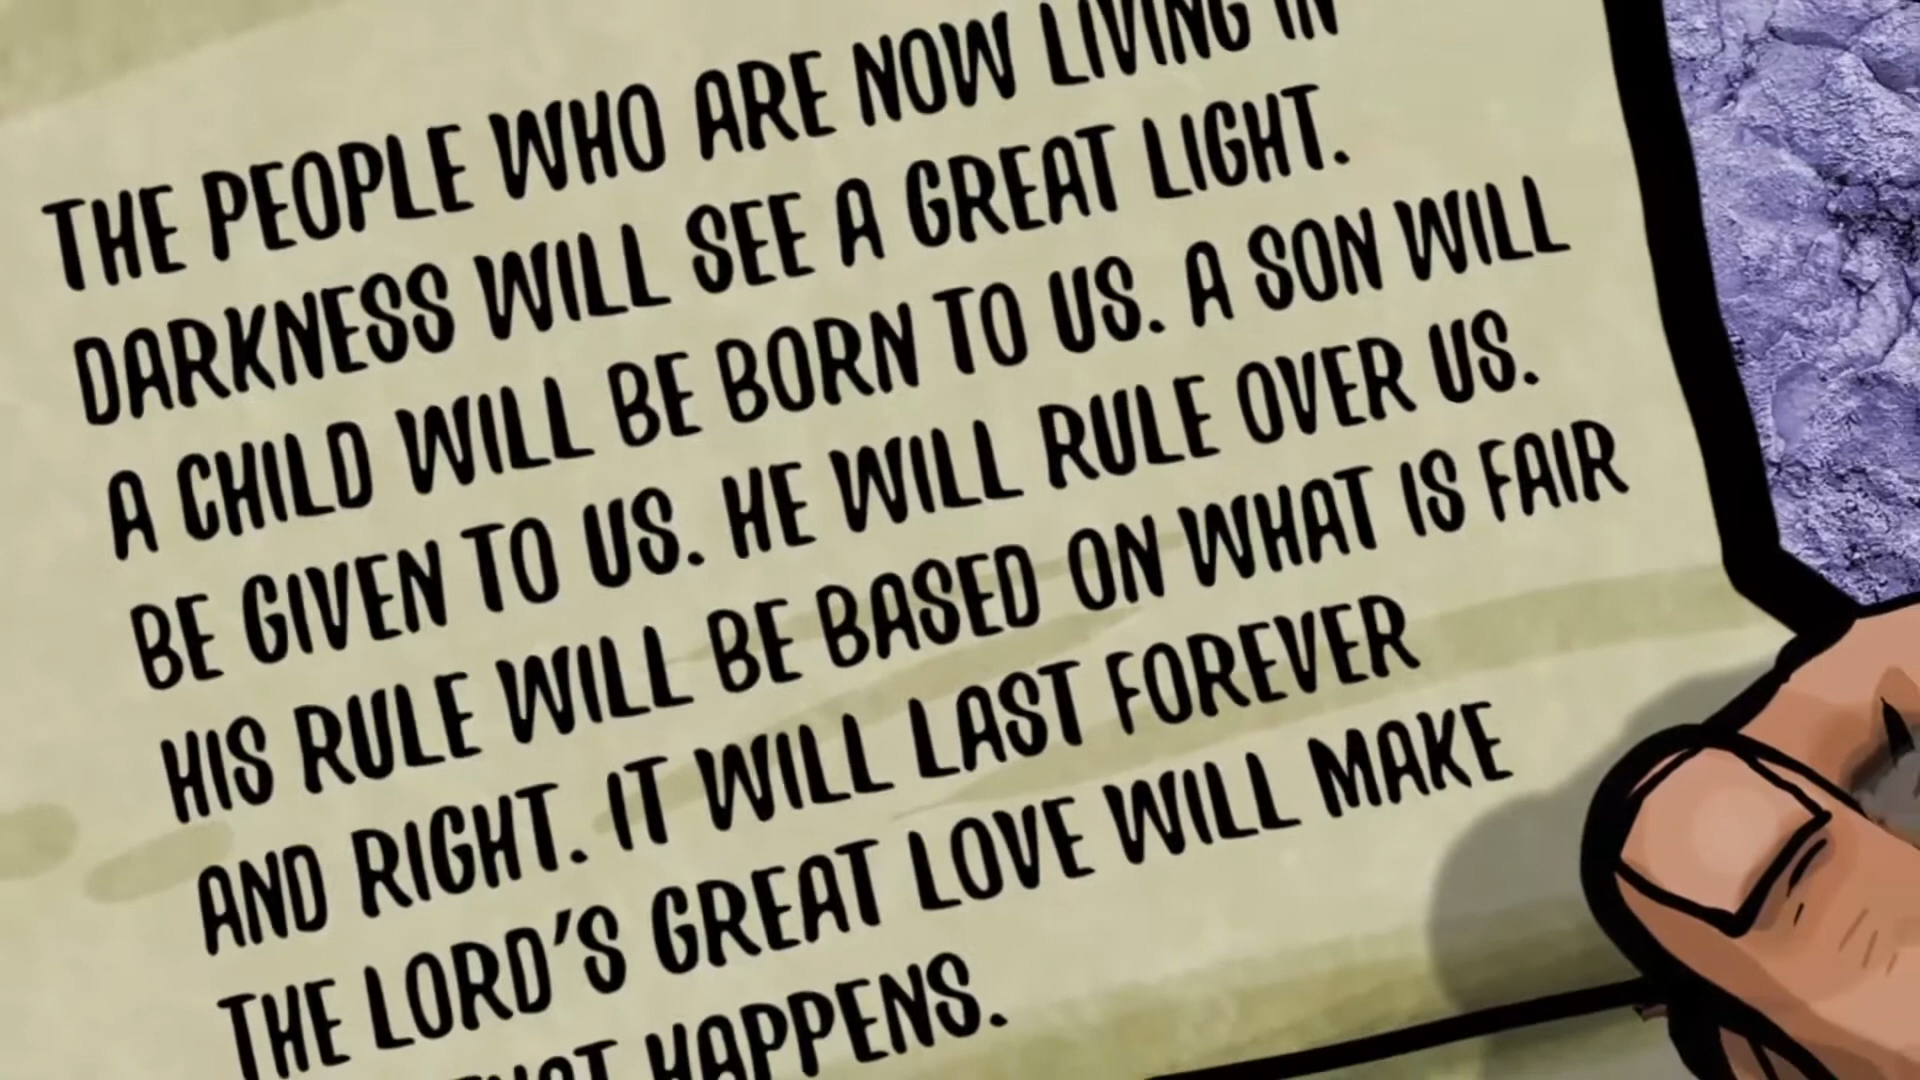 THE PEOPLE WHO ARE NOW LIVING IN
DARKNESS WILL SEE A GREAT LIGHT.
A CHILD WILL BE BORN TO US. A SON WILL
BE GIVEN TO US. HE WILL RULE OVER US.
HIS RULE WILL BE BASED ON WHAT IS FAIR
AND RIGHT. IT WILL LAST FOREVER
THE LORD'S GREAT LOVE WILL MAKE
THAT HAPPENS.